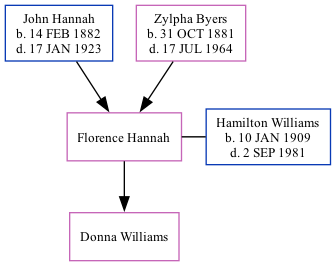 John Hannah
b. 14 FEB 1882
d. 17 JAN 1923
Zylpha Byers
b. 31 OCT 1881
d. 17 JUL 1964
Florence Hannah
Hamilton Williams
b. 10 JAN 1909
d. 2 SEP 1981
Donna Williams